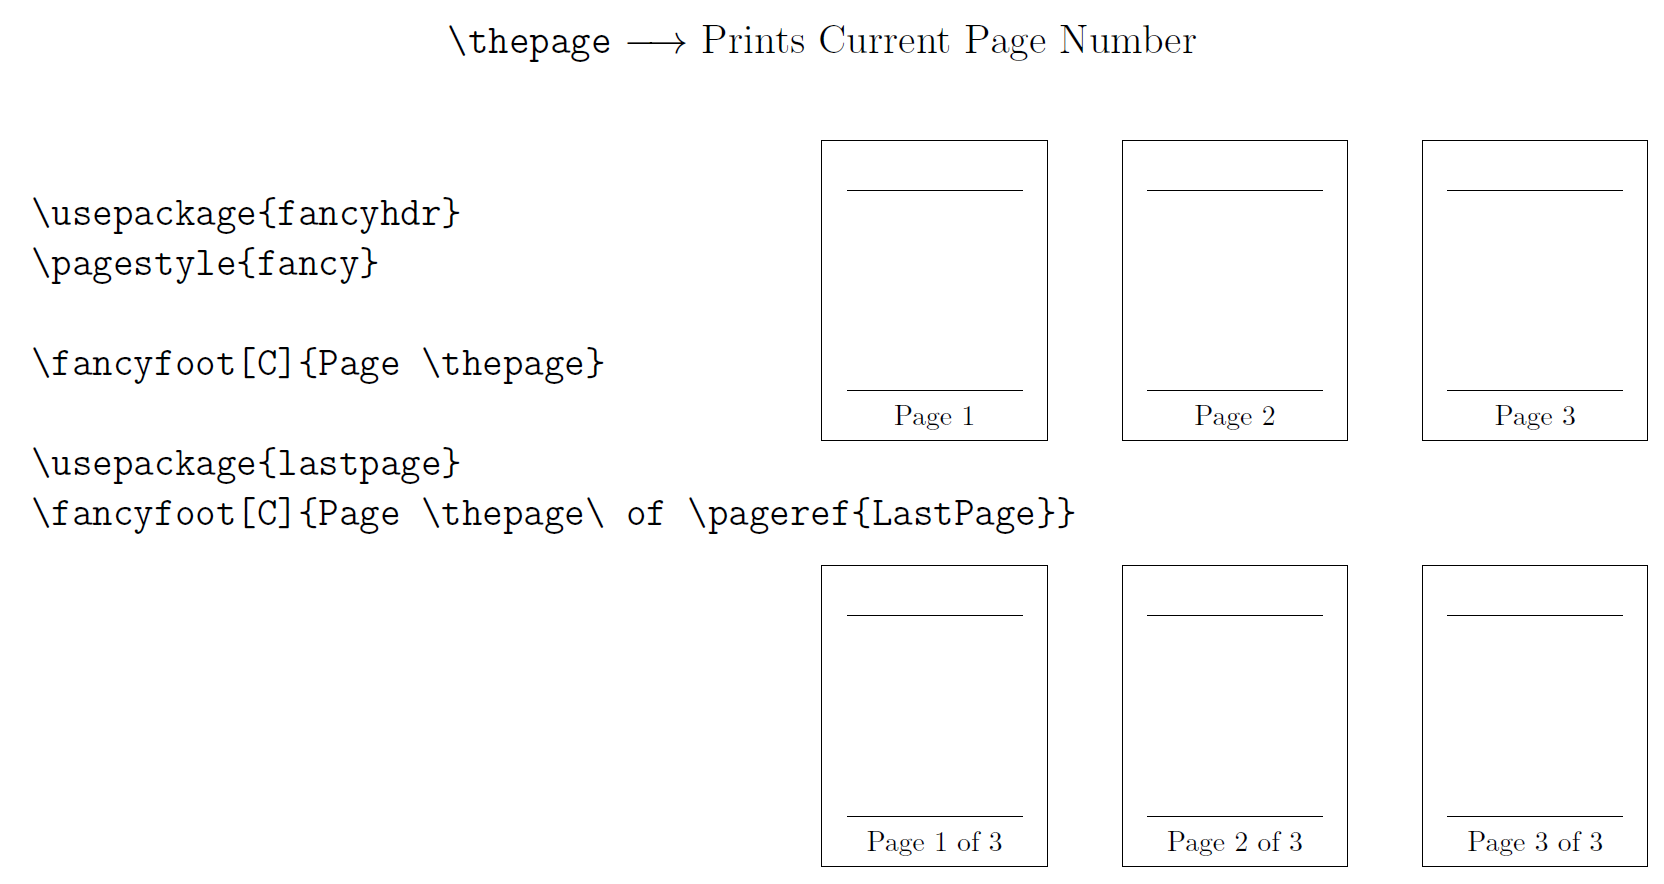 \thepage ⟶ Prints Current Page Number
\usepackage{fancyhdr}
\pagestyle{fancy}
\fancyfoot[C]{Page \thepage}
Page 1
Page 2
Page 3
\usepackage{lastpage}
\fancyfoot[C]{Page \thepage\ of \pageref{LastPage}}
Page 1 of 3
Page 2 of 3
Page 3 of 3